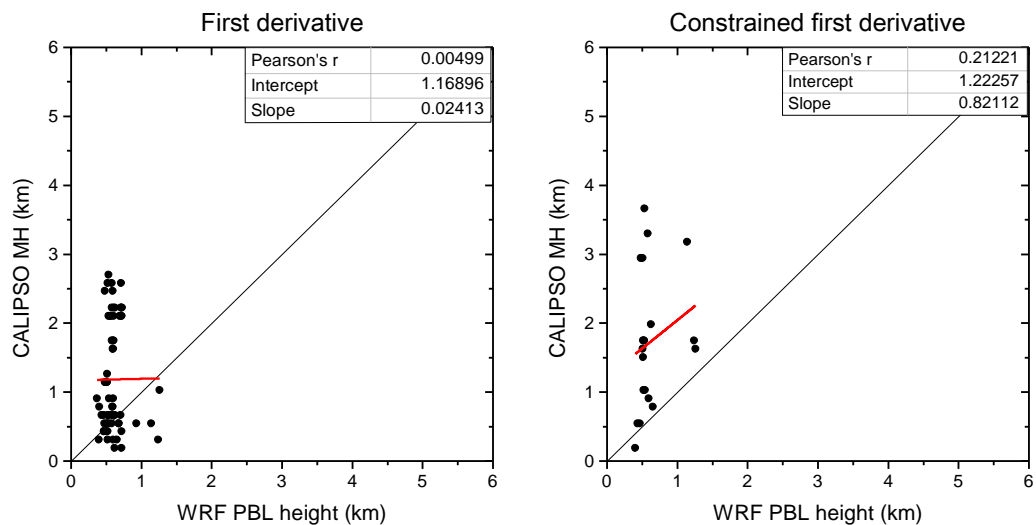 First derivative
Pearson's r 0.00499
Intercept 1.16896
Slope 0.02413
6
5
4
3
2
1
0
CALIPSO MH (km)
0 1 2 3 4 5 6
WRF PBL height (km)
Constrained first derivative
Pearson's r 0.21221
Intercept 1.22257
Slope 0.82112
6
5
4
3
2
1
0
CALIPSO MH (km)
0 1 2 3 4 5 6
WRF PBL height (km)